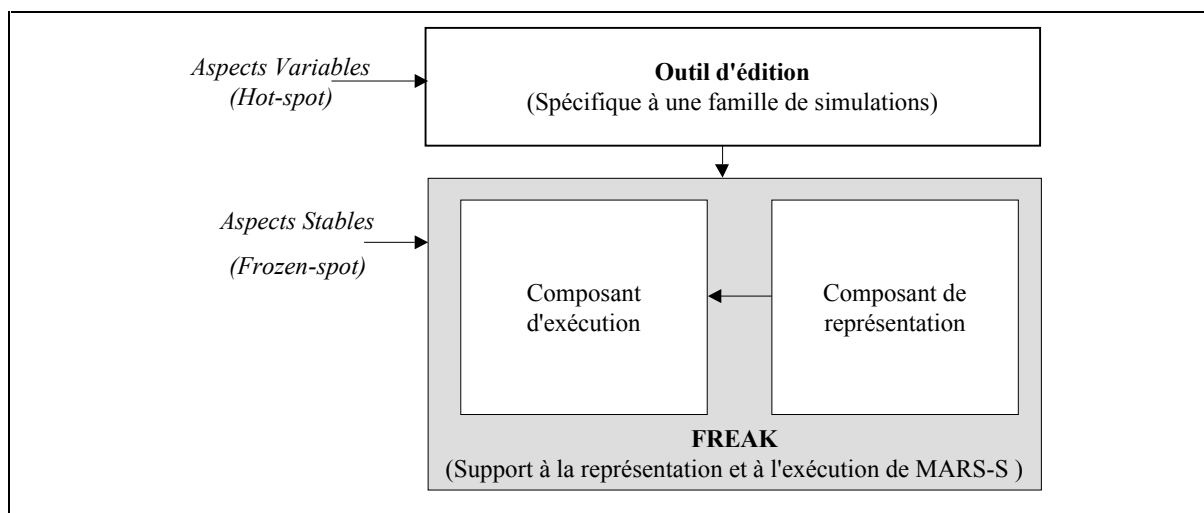 Aspects Variables
(Hot-spot)
Outil d'édition
(Spécifique à une famille de simulations)
Aspects Stables
(Frozen-spot)
Composant
d'exécution
Composant de
représentation
FREAK
(Support à la représentation et à l'exécution de MARS-S )